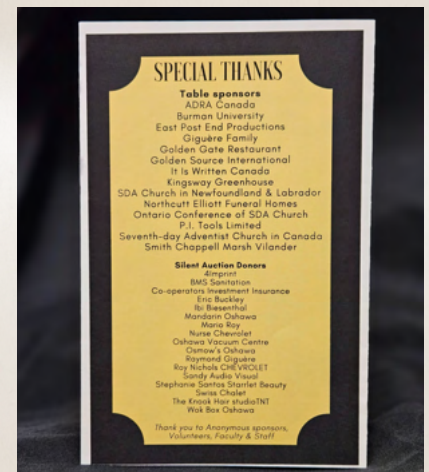 SPECIAL THANKS
Table sponsors
ADRA Canada
Burman University
East Post End Productions
Giguère Family
Golden Gate Restaurant
Golden Source International
It Is Written Canada
Kingsway Greenhouse
SDA Church in Newfoundland & Labrador
Northcutt Elliott Funeral Homes
Ontario Conference of SDA Church
P.I. Tools Limited
Seventh-day Adventist Church in Canada
Smith Chappell Marsh Vilander
Silent Auction Donors
4Imprint
BMS Sanitation
Co-operators Investment Insurance
Eric Buckley
Ibi Biesenthal
Mandarin Oshawa
Mario Roy
Nurse Chevrolet
Oshawa Vacuum Centre
Osmow's Oshawa
Raymond Giguère
Roy Nichols CHEVROLET
Sandy Audio Visual
Stephanie Santos Starrlet Beauty
Swiss Chalet
The Knook Hair studioTNT
Wok Box Oshawa
Thank you to Anonymous sponsors,
Volunteers, Faculty & Staff